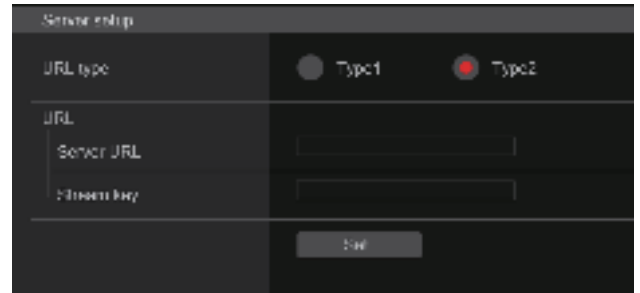 Server setup
URL type Type1 Type2
URL
Server URL
Stream key
Set